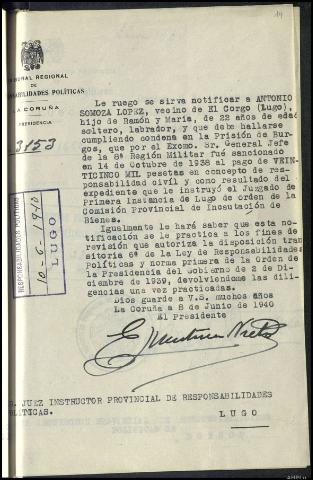 14
TRIBUNAL REGIONAL
DE
RESPONSABILIDADES POLÍTICAS
LA CORUÑA
PRESIDENCIA
3153
Le ruego se sirva notificar a ANTONIO
SOMOZA LOPEZ, vecino de El Corgo (Lugo),
hijo de Ramón y María, de 22 años de edad
soltero, labrador, y que debe hallarse
cumpliendo condena en la Prisión de Bur-
gos, que por el Excmo. Sr. General Jefe
de la 8ª Región Militar fué sancionado
en 14 de Octubre de 1938 al pago de VEIN-
TICINCO MIL pesetas en concepto de res-
ponsabilidad civíl y como resultado del
expediente que le instruyó el Juzgado de
Primera Instancia de Lugo de orden de la
Comisión Provincial de Incautación de
Bienes.
Igualmente le hará saber que esta no-
tificación se le practica a los fines de
revisión que autoriza la disposición tran
sitoria 6ª de la Ley de Responsabilidades
Políticas y norma primera de la Orden de
la Presidencia del Gobierno de 2 de Di-
ciembre de 1939, devolviendome las dili-
gencias una vez practicadas.
Dios guarde a V.S. muchos años
La Coruña a 8 de Junio de 1940
El Presidente
RESPONSABILIDADES POLÍTICAS
10-6-1940
LUGO
SR. JUEZ INSTRUCTOR PROVINCIAL DE RESPONSABILIDADES
POLITICAS.
LUGO